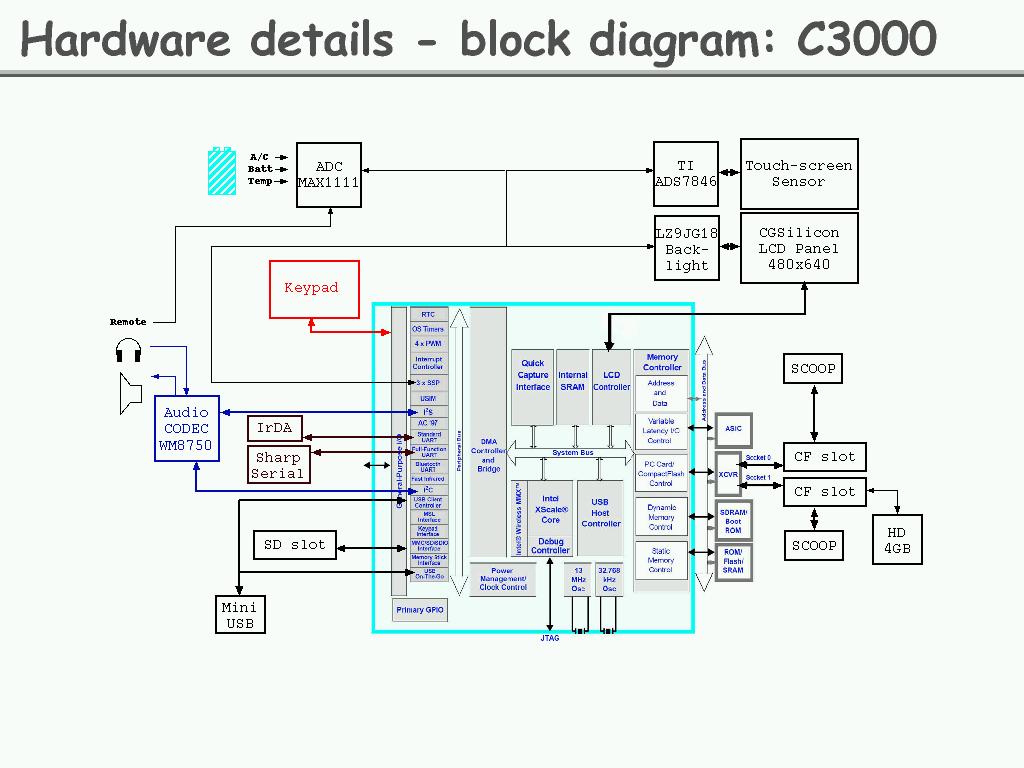 Hardware details - block diagram: C3000
A/C
Batt
Temp
ADC
MAX1111
TI
ADS7846
Touch-screen
Sensor
LZ9JG18
Back-
light
CGSilicon
LCD Panel
480x640
Keypad
Remote
Audio
CODEC
WM8750
IrDA
Sharp
Serial
SD slot
Mini
USB
General-Purpose I/O
RTC
OS Timers
4 x PWM
Interrupt
Controller
3 x SSP
USIM
I²S
AC '97
Standard
UART
Full-Function
UART
Bluetooth
UART
Fast Infrared
I²C
USB Client
Controller
MSL
Interface
Keypad
Interface
MMC/SD/SDIO
Interface
Memory Stick
Interface
USB
On-The-Go
Primary GPIO
Peripheral Bus
DMA
Controller
and
Bridge
Quick
Capture
Interface
Internal
SRAM
LCD
Controller
System Bus
Intel® Wireless MMX™
Intel
XScale®
Core
Debug
Controller
USB
Host
Controller
Power
Management/
Clock Control
13
MHz
Osc
32.768
kHz
Osc
JTAG
Memory
Controller
Address
and
Data
Variable
Latency I/O
Control
PC Card/
CompactFlash
Control
Dynamic
Memory
Control
Static
Memory
Control
Address and Data Bus
ASIC
XCVR
SDRAM/
Boot
ROM
ROM/
Flash/
SRAM
Socket 0
Socket 1
SCOOP
CF slot
CF slot
SCOOP
HD
4GB